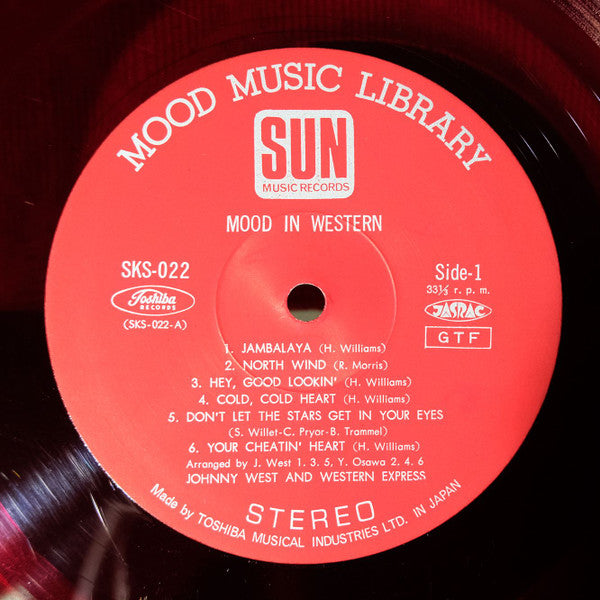 MOOD MUSIC LIBRARY
SUN
MUSIC RECORDS
MOOD IN WESTERN
SKS-022
Side-1
33⅓ r. p. m.
Toshiba
RECORDS
JASRAC
(SKS-022-A)
GTF
1. JAMBALAYA (H. Williams)
2. NORTH WIND (R. Morris)
3. HEY, GOOD LOOKIN' (H. Williams)
4. COLD, COLD HEART (H. Williams)
5. DON'T LET THE STARS GET IN YOUR EYES
(S. Willet-C. Pryor-B. Trammel)
6. YOUR CHEATIN' HEART (H. Williams)
Arranged by J. West 1. 3. 5, Y. Osawa 2. 4. 6
JOHNNY WEST AND WESTERN EXPRESS
STEREO
Made by TOSHIBA MUSICAL INDUSTRIES LTD. IN JAPAN